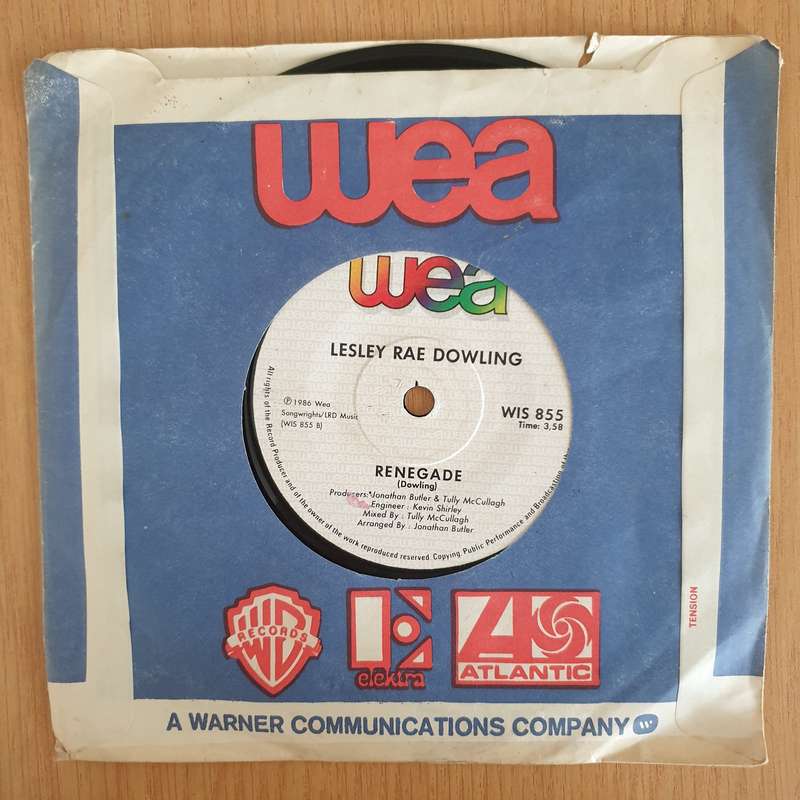 wea
wea
LESLEY RAE DOWLING
℗ 1986 Wea
Songwrights/LRD Music
(WIS 855 B)
WIS 855
Time: 3,58
RENEGADE
(Dowling)
Producers: Jonathan Butler & Tully McCullagh
Engineer : Kevin Shirley
Mixed By : Tully McCullagh
Arranged By : Jonathan Butler
All rights of the Record Producer and of the owner of the work reproduced reserved. Copying, Public Performance and Broadcasting of
TENSION
WB
RECORDS
elektra
ATLANTIC
A WARNER COMMUNICATIONS COMPANY